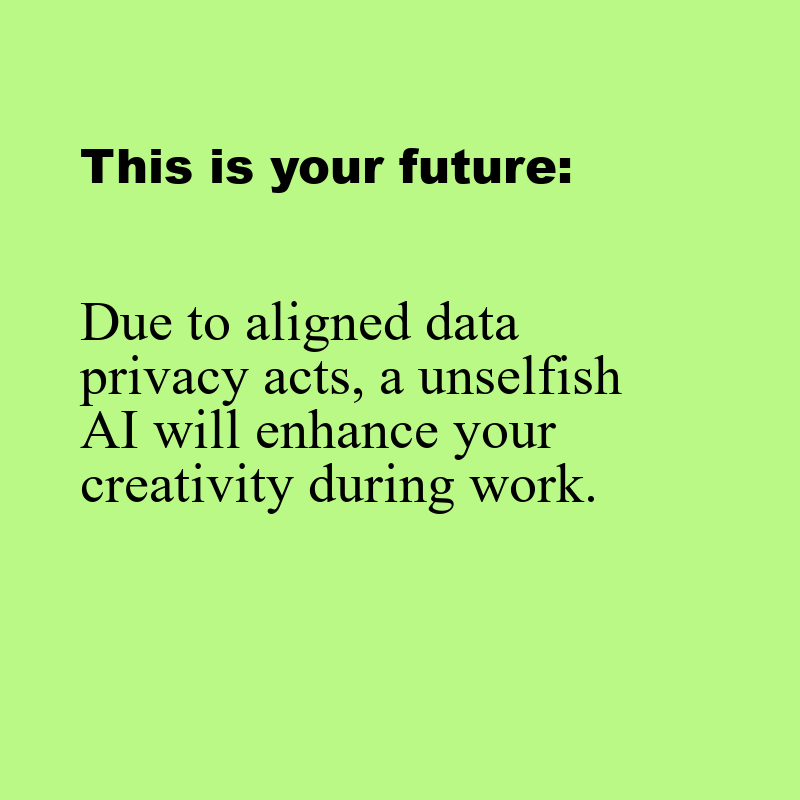 This is your future:
Due to aligned data
privacy acts, a unselfish
AI will enhance your
creativity during work.